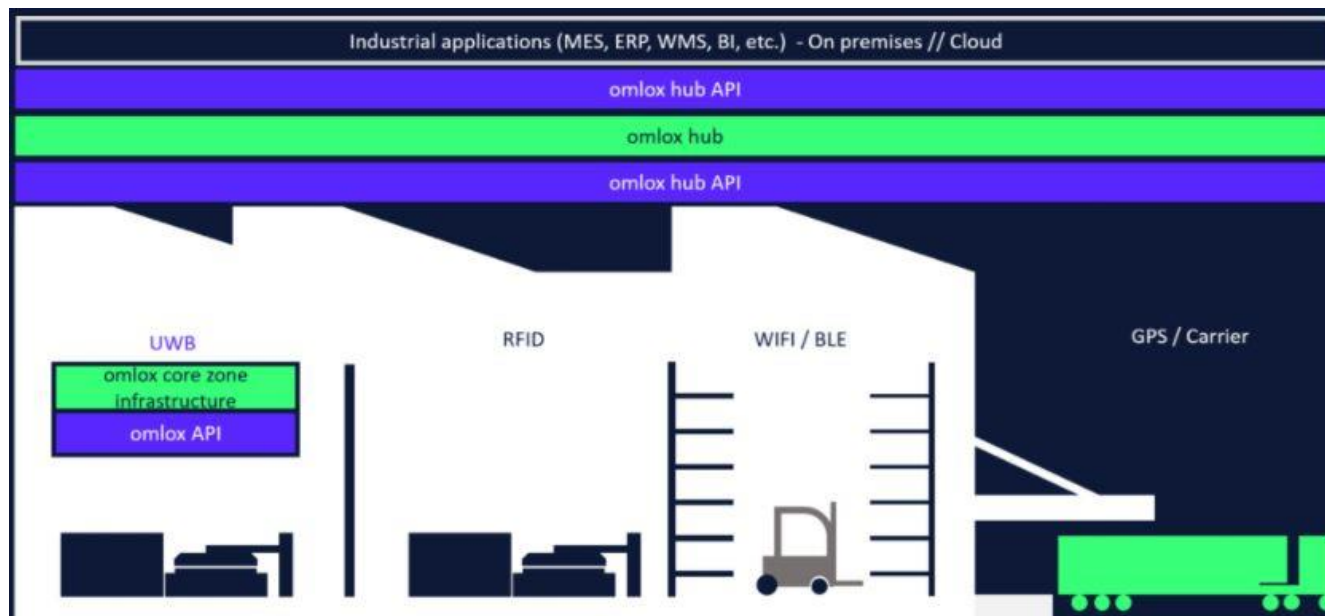 Industrial applications (MES, ERP, WMS, BI, etc.) - On premises // Cloud
omlox hub API
omlox hub
omlox hub API
UWB
RFID
WIFI / BLE
GPS / Carrier
omlox core zone
infrastructure
omlox API